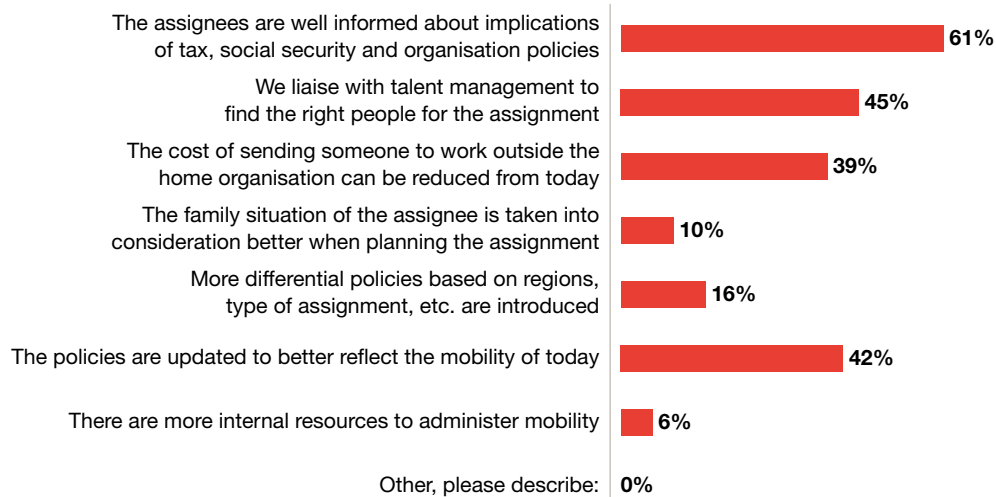 The assignees are well informed about implications
of tax, social security and organisation policies
61%
We liaise with talent management to
find the right people for the assignment
45%
The cost of sending someone to work outside the
home organisation can be reduced from today
39%
The family situation of the assignee is taken into
consideration better when planning the assignment
10%
More differential policies based on regions,
type of assignment, etc. are introduced
16%
The policies are updated to better reflect the mobility of today
42%
There are more internal resources to administer mobility
6%
Other, please describe:
0%